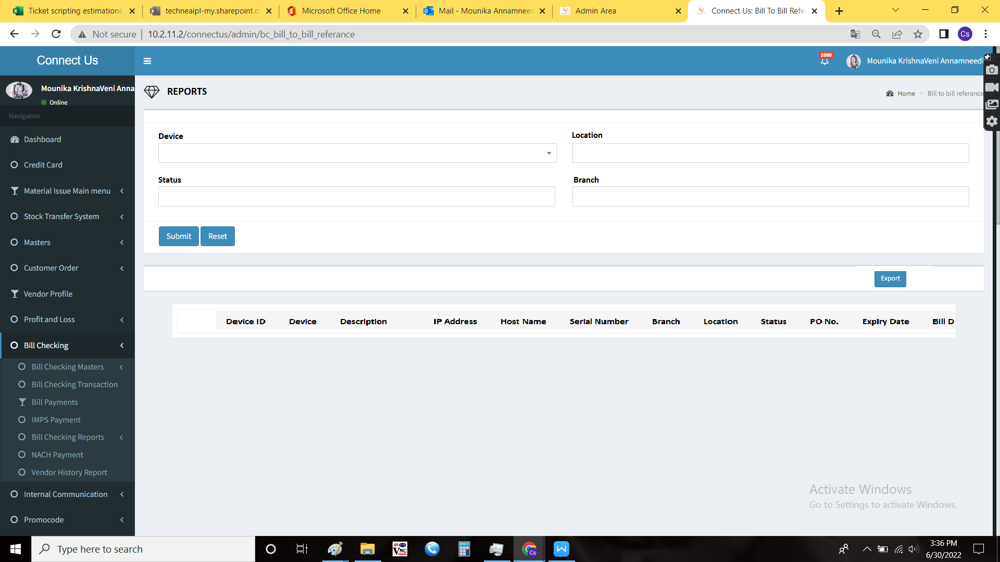 Ticket scripting estimations.
techneaipl-my.sharepoint.c
Microsoft Office Home
Mail - Mounika Annamneed
Admin Area
Connect Us: Bill To Bill Refe
Not secure
10.2.11.2/connectus/admin/bc_bill_to_bill_referance
Cs
Connect Us
1000
Mounika KrishnaVeni Annamneedi
Mounika KrishnaVeni Anna
Online
REPORTS
Home > Bill to bill referance
Navigation
Dashboard
Credit Card
Material Issue Main menu
Stock Transfer System
Masters
Customer Order
Vendor Profile
Profit and Loss
Bill Checking
Bill Checking Masters
Bill Checking Transaction
Bill Payments
IMPS Payment
Bill Checking Reports
NACH Payment
Vendor History Report
Internal Communication
Promocode
Device
Location
Status
Branch
Submit
Reset
Export
Device ID Device Description IP Address Host Name Serial Number Branch Location Status PO No. Expiry Date Bill D
Activate Windows
Go to Settings to activate Windows.
Type here to search
VNC
Cs
W
3:36 PM
6/30/2022